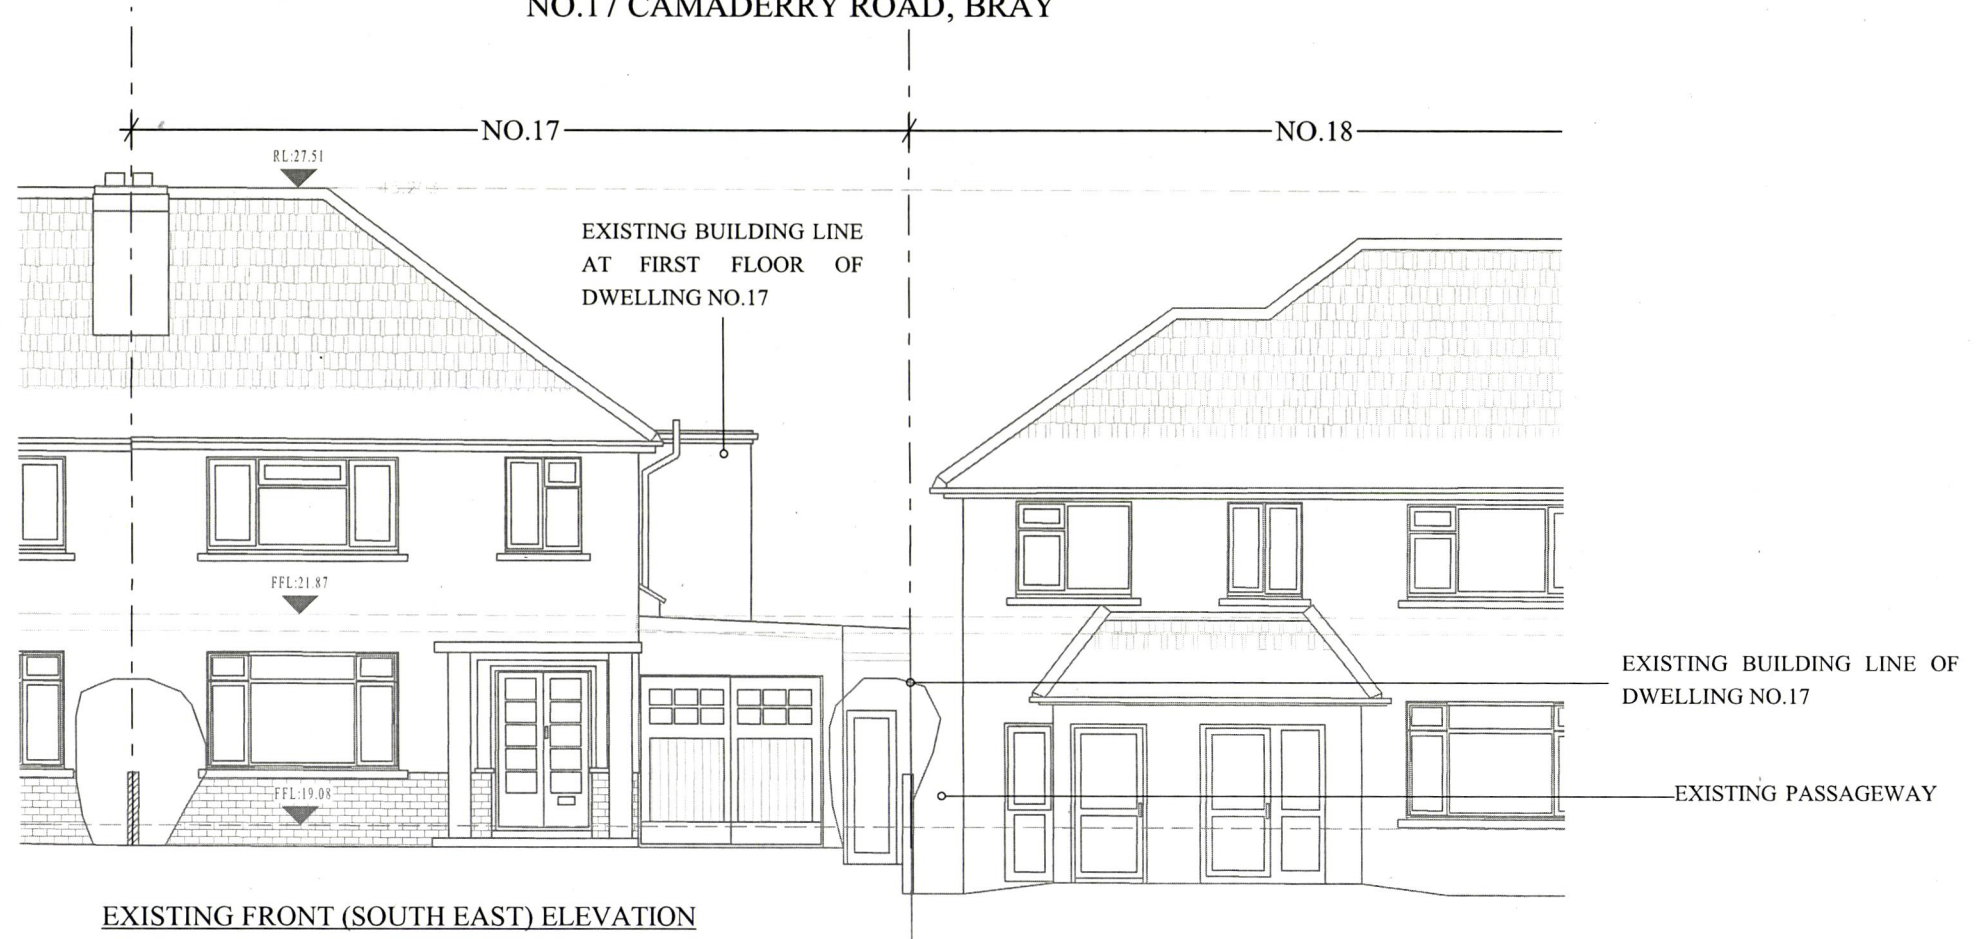 NO.17 CAMADERRY ROAD, BRAY
NO.17
NO.18
RL:27.51
EXISTING BUILDING LINE
AT FIRST FLOOR OF
DWELLING NO.17
FFL:21.87
EXISTING BUILDING LINE OF
DWELLING NO.17
FFL:19.08
EXISTING PASSAGEWAY
EXISTING FRONT (SOUTH EAST) ELEVATION